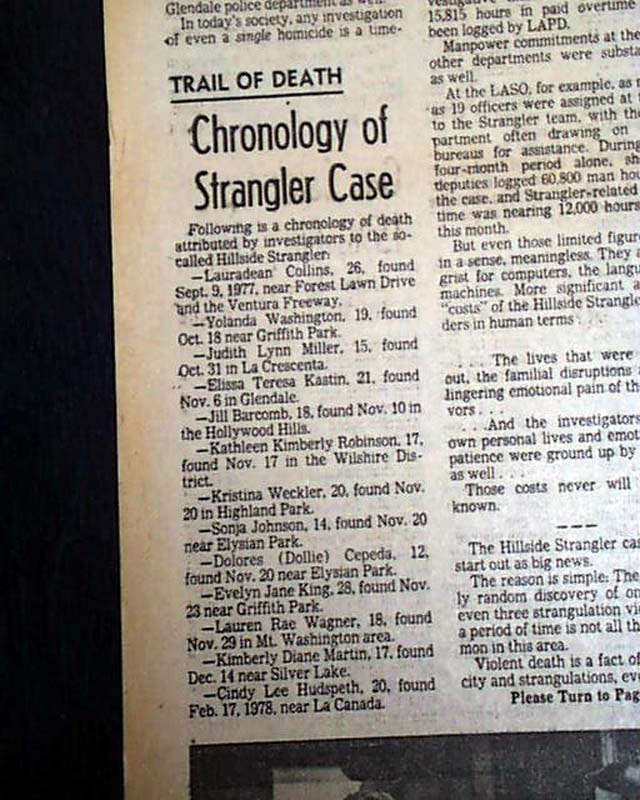 Glendale police department as well.
In today's society, any investigation
of even a single homicide is a time-
TRAIL OF DEATH
Chronology of
Strangler Case
Following is a chronology of death
attributed by investigators to the so-
called Hillside Strangler:
—Lauradean Collins, 26, found
Sept. 9, 1977, near Forest Lawn Drive
and the Ventura Freeway.
—Yolanda Washington, 19, found
Oct. 18 near Griffith Park.
—Judith Lynn Miller, 15, found
Oct. 31 in La Crescenta.
—Elissa Teresa Kastin, 21, found
Nov. 6 in Glendale.
—Jill Barcomb, 18, found Nov. 10 in
the Hollywood Hills.
—Kathleen Kimberly Robinson, 17,
found Nov. 17 in the Wilshire Dis-
trict.
—Kristina Weckler, 20, found Nov.
20 in Highland Park.
—Sonja Johnson, 14, found Nov. 20
near Elysian Park.
—Dolores (Dollie) Cepeda, 12,
found Nov. 20 near Elysian Park.
—Evelyn Jane King, 28, found Nov.
23 near Griffith Park.
—Lauren Rae Wagner, 18, found
Nov. 29 in Mt. Washington area.
—Kimberly Diane Martin, 17, found
Dec. 14 near Silver Lake.
—Cindy Lee Hudspeth, 20, found
Feb. 17, 1978, near La Canada.
15,815 hours in paid overtime
been logged by LAPD.
Manpower commitments at the
other departments were substa
as well.
At the LASO, for example, as
as 19 officers were assigned at
to the Strangler team, with the
partment often drawing on
bureaus for assistance. During
four-month period alone, sh
deputies logged 60,800 man hou
the case, and Strangler-related
time was nearing 12,000 hours
this month.
But even those limited figur
in a sense, meaningless. They a
grist for computers, the langu
machines. More significant a
"costs" of the Hillside Strangle
ders in human terms . . .
. . . The lives that were
out, the familial disruptions
lingering emotional pain of th
vors . . .
. . . And the investigators
own personal lives and emot
patience were ground up by
as well . . .
Those costs never will
known.
———
The Hillside Strangler cas
start out as big news.
The reason is simple: The
ly random discovery of on
even three strangulation vi
a period of time is not all th
mon in this area.
Violent death is a fact of
city and strangulations, eve
Please Turn to Pag